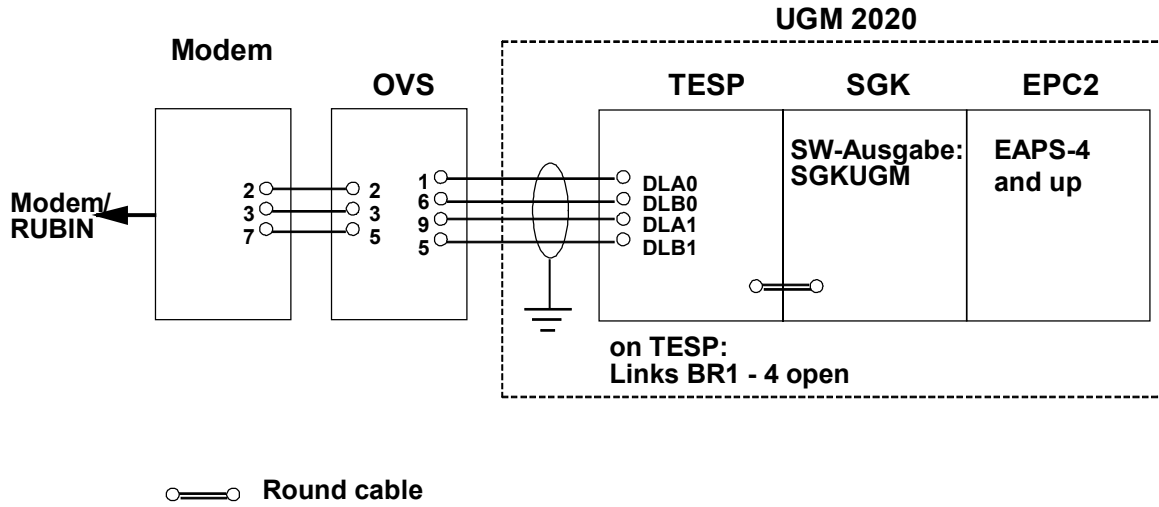 UGM 2020
Modem
OVS
TESP
SGK
EPC2
SW-Ausgabe:
SGKUGM
EAPS-4
and up
Modem/
RUBIN
2
3
7
2
3
5
1
6
9
5
DLA0
DLB0
DLA1
DLB1
on TESP:
Links BR1 - 4 open
Round cable